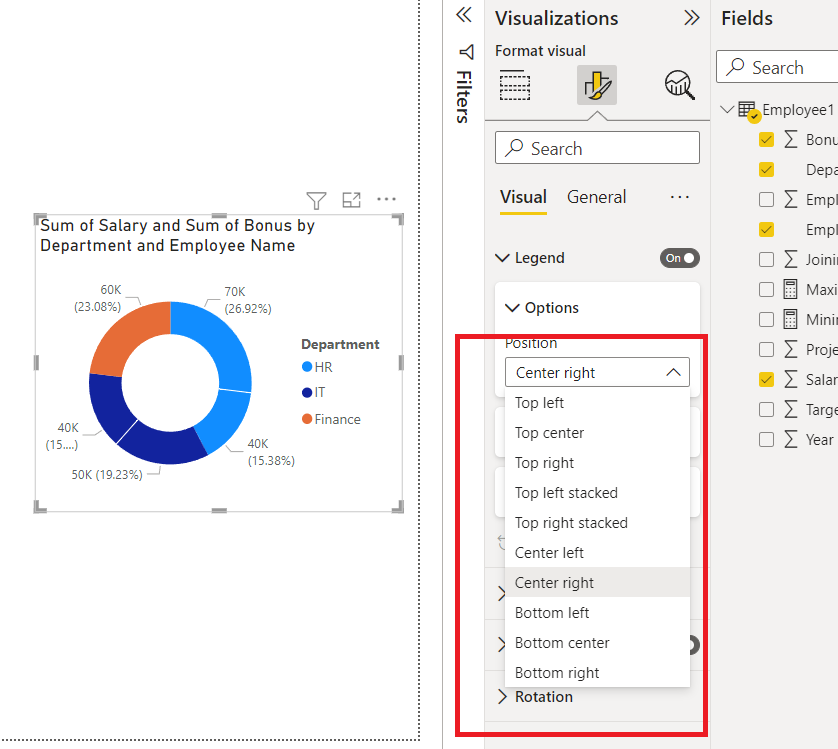 Sum of Salary and Sum of Bonus by
Department and Employee Name
60K
(23.08%)
70K
(26.92%)
40K
(15....)
50K (19.23%)
40K
(15.38%)
Department
HR
IT
Finance
Filters
Visualizations
Format visual
Search
Visual
General
Legend
On
Options
Position
Center right
Top left
Top center
Top right
Top left stacked
Top right stacked
Center left
Center right
Bottom left
Bottom center
Bottom right
Rotation
Fields
Search
Employee1
Bonu
Depa
Empl
Empl
Joinin
Maxi
Minin
Proje
Salar
Targe
Year